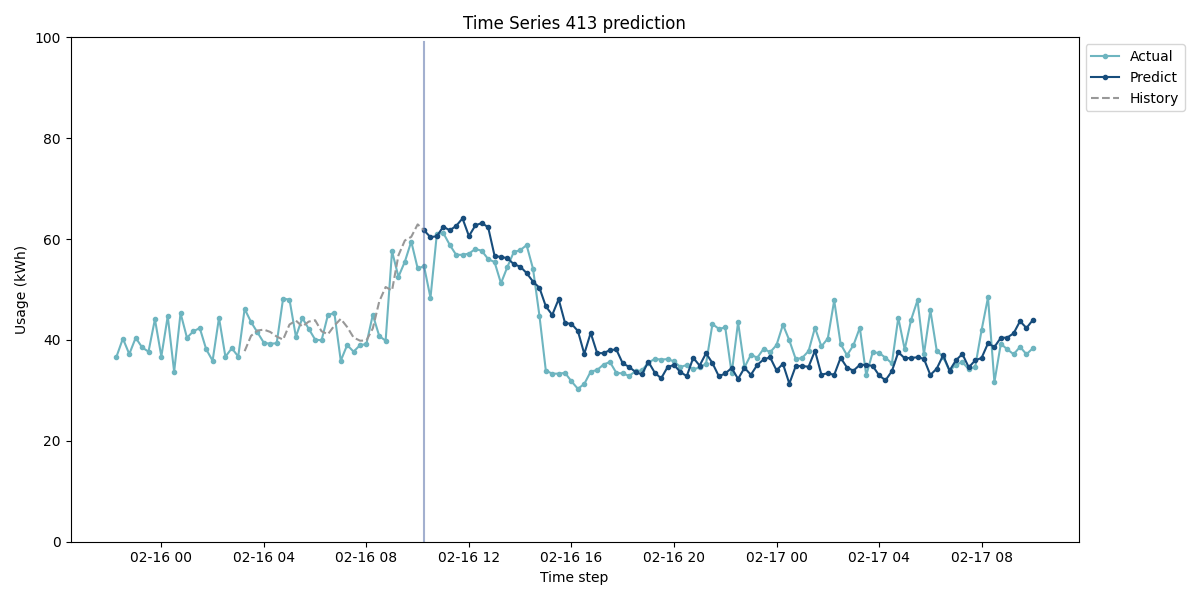 Time Series 413 prediction
Usage (kWh)
100
80
60
40
20
0
02-16 00
02-16 04
02-16 08
02-16 12
02-16 16
02-16 20
02-17 00
02-17 04
02-17 08
Time step
Actual
Predict
History